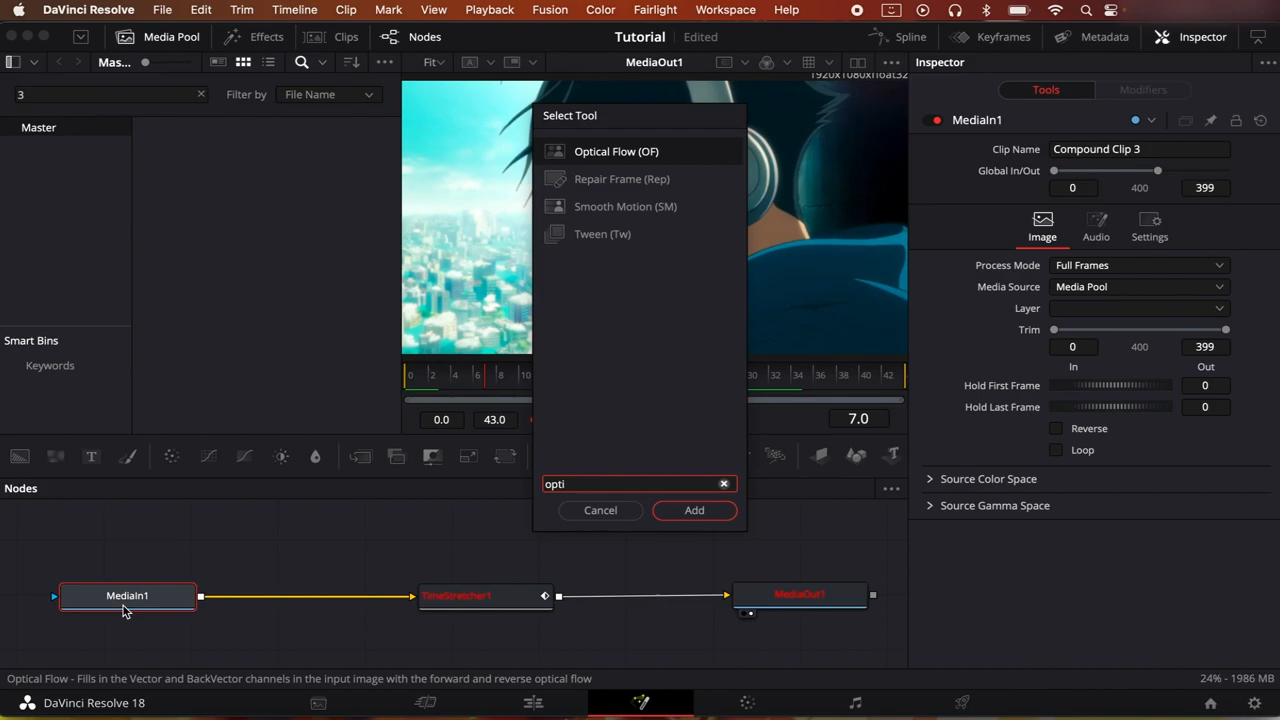 DaVinci Resolve File Edit Trim Timeline Clip Mark View Playback Fusion Color Fairlight Workspace Help
Media Pool Effects Clips Nodes Tutorial Edited Spline Keyframes Metadata Inspector
Mas... Fit MediaOut1 Inspector
1920x1080xfloat32
3 Filter by File Name
Tools Modifiers
Master
Select Tool
MediaIn1
Optical Flow (OF)
Clip Name Compound Clip 3
Repair Frame (Rep)
Global In/Out
0 400 399
Smooth Motion (SM)
Tween (Tw)
Image Audio Settings
Process Mode Full Frames
Media Source Media Pool
Layer
Trim
Smart Bins
0 400 399
Keywords
In Out
0 2 4 6 8 10 30 32 34 36 38 40 42
Hold First Frame 0
Hold Last Frame 0
0.0 43.0 7.0
Reverse
Loop
A T T
Source Color Space
opti
Nodes
Cancel Add
Source Gamma Space
MediaIn1 TimeStretcher1 MediaOut1
Optical Flow - Fills in the Vector and BackVector channels in the input image with the forward and reverse optical flow 24% - 1986 MB
DaVinci Resolve 18